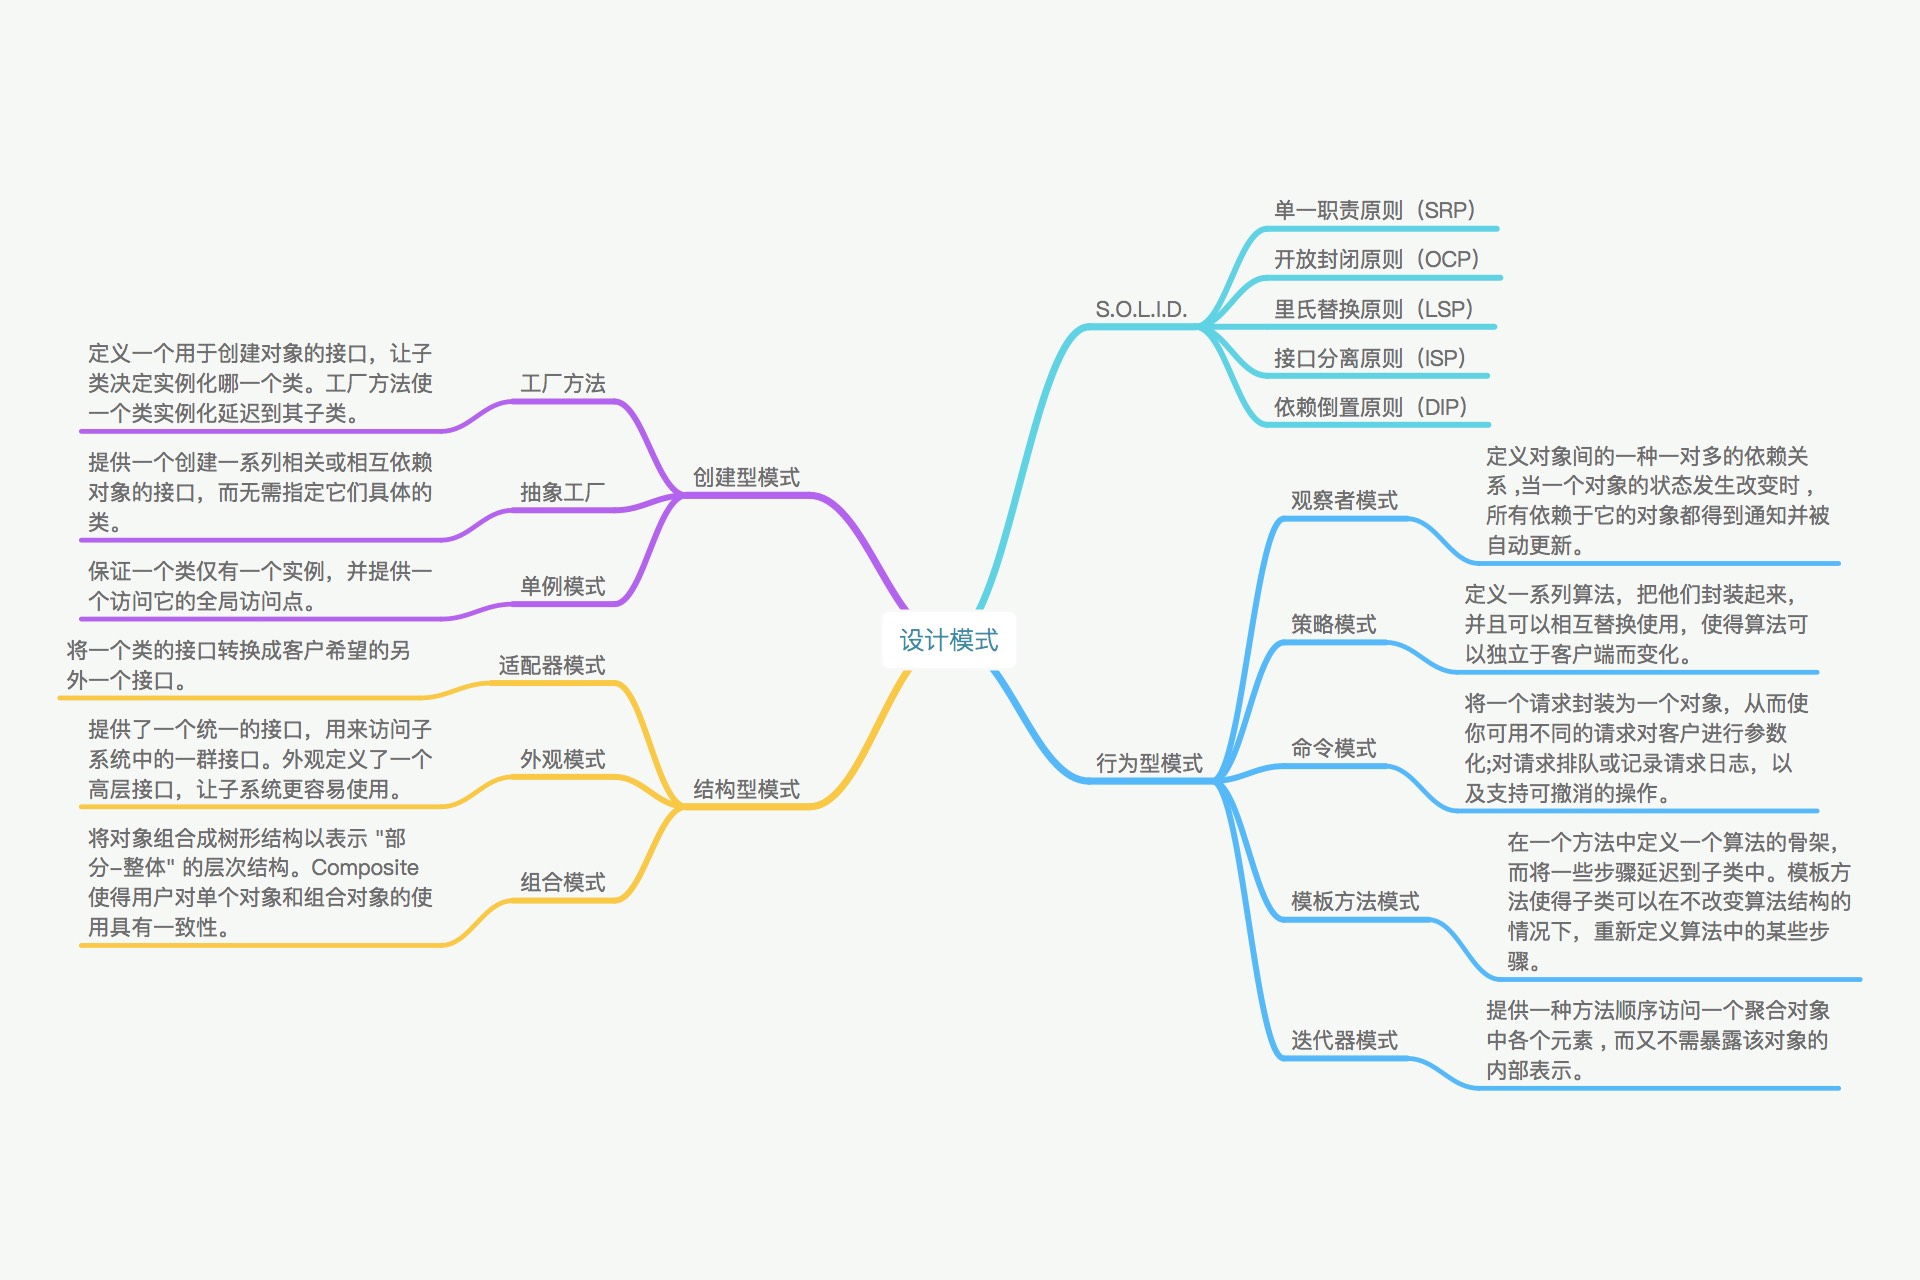 设计模式
S.O.L.I.D.
单一职责原则（SRP）
开放封闭原则（OCP）
里氏替换原则（LSP）
接口分离原则（ISP）
依赖倒置原则（DIP）
行为型模式
观察者模式
定义对象间的一种一对多的依赖关
系 ,当一个对象的状态发生改变时 ,
所有依赖于它的对象都得到通知并被
自动更新。
策略模式
定义一系列算法，把他们封装起来，
并且可以相互替换使用，使得算法可
以独立于客户端而变化。
命令模式
将一个请求封装为一个对象，从而使
你可用不同的请求对客户进行参数
化;对请求排队或记录请求日志，以
及支持可撤消的操作。
模板方法模式
在一个方法中定义一个算法的骨架，
而将一些步骤延迟到子类中。模板方
法使得子类可以在不改变算法结构的
情况下，重新定义算法中的某些步
骤。
迭代器模式
提供一种方法顺序访问一个聚合对象
中各个元素 , 而又不需暴露该对象的
内部表示。
创建型模式
工厂方法
定义一个用于创建对象的接口，让子
类决定实例化哪一个类。工厂方法使
一个类实例化延迟到其子类。
抽象工厂
提供一个创建一系列相关或相互依赖
对象的接口，而无需指定它们具体的
类。
单例模式
保证一个类仅有一个实例，并提供一
个访问它的全局访问点。
结构型模式
适配器模式
将一个类的接口转换成客户希望的另
外一个接口。
外观模式
提供了一个统一的接口，用来访问子
系统中的一群接口。外观定义了一个
高层接口，让子系统更容易使用。
组合模式
将对象组合成树形结构以表示 "部
分-整体" 的层次结构。Composite
使得用户对单个对象和组合对象的使
用具有一致性。